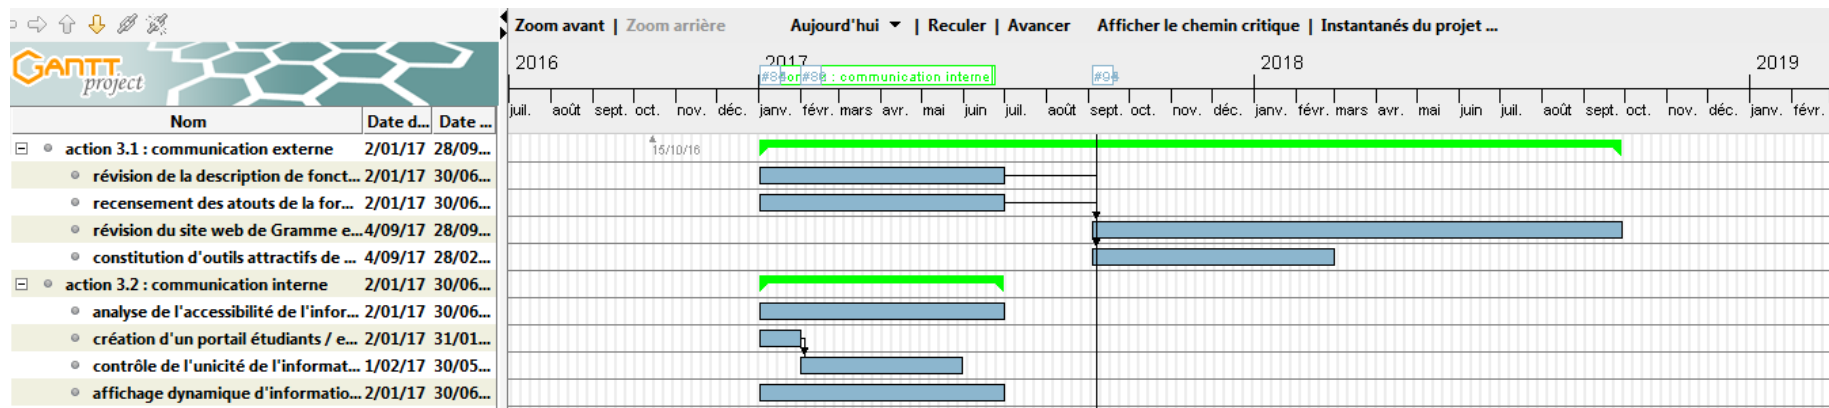 Zoom avant | Zoom arrière Aujourd'hui | Reculer | Avancer Afficher le chemin critique | Instantanés du projet ...
GANTT project
2016 2017 2018 2019
: communication interne
juil. août sept. oct. nov. déc. janv. févr. mars avr. mai juin juil. août sept. oct. nov. déc. janv. févr. mars avr. mai juin juil. août sept. oct. nov. déc. janv. févr.
Nom Date d... Date ...
action 3.1 : communication externe 2/01/17 28/09...
15/10/16
révision de la description de fonct... 2/01/17 30/06...
recensement des atouts de la for... 2/01/17 30/06...
révision du site web de Gramme e... 4/09/17 28/09...
constitution d'outils attractifs de ... 4/09/17 28/02...
action 3.2 : communication interne 2/01/17 30/06...
analyse de l'accessibilité de l'infor... 2/01/17 30/06...
création d'un portail étudiants / e... 2/01/17 31/01...
contrôle de l'unicité de l'informat... 1/02/17 30/05...
affichage dynamique d'informatio... 2/01/17 30/06...